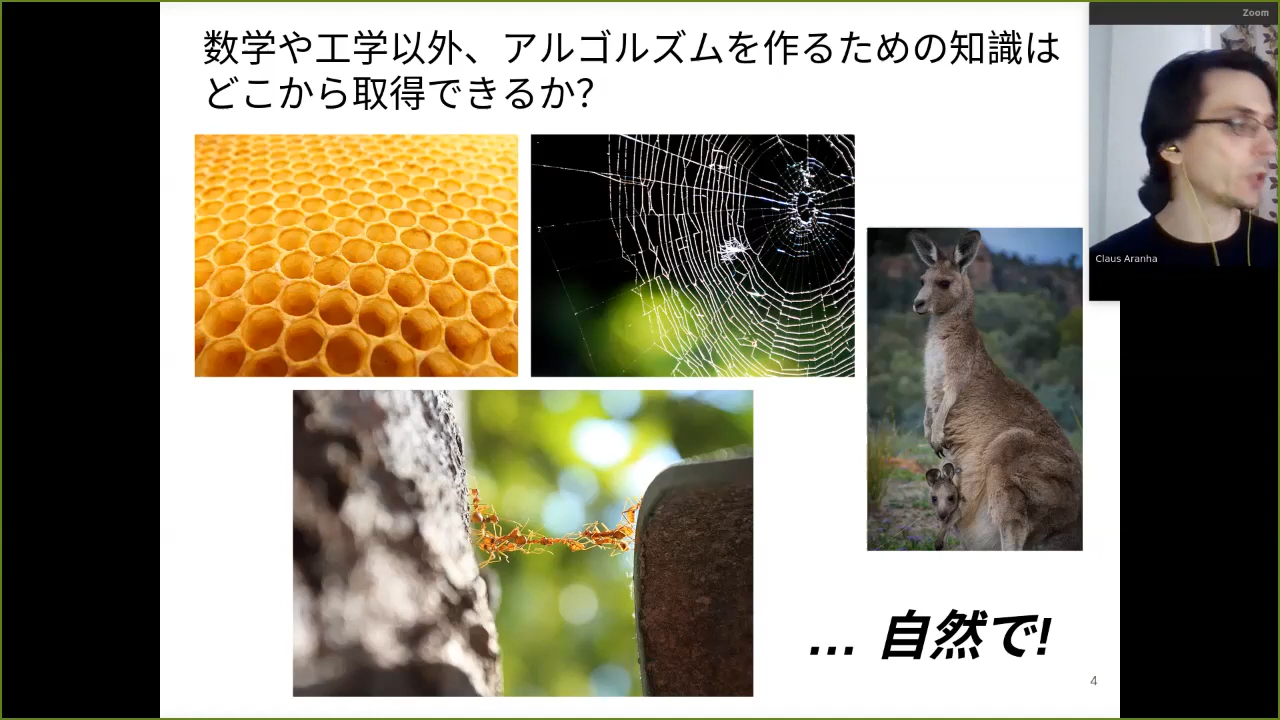 数学や工学以外、アルゴルズムを作るための知識は
どこから取得できるか?
Zoom
Claus Aranha
... 自然で!
4